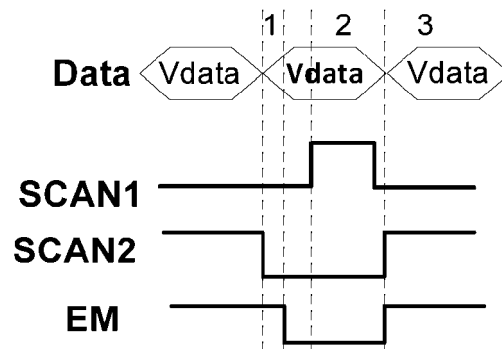 1 2 3
Data Vdata Vdata Vdata
SCAN1
SCAN2
EM